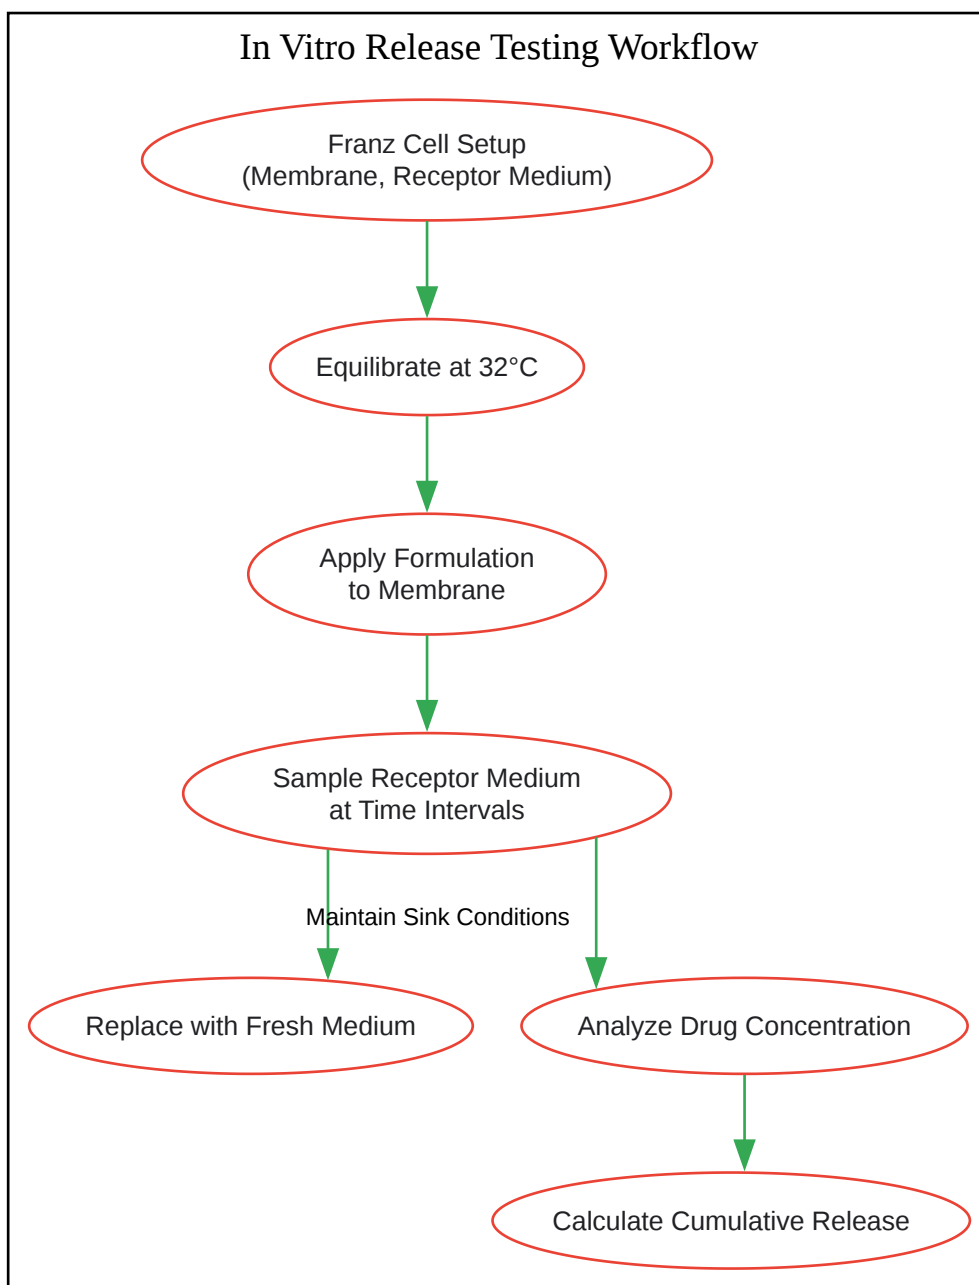 In Vitro Release Testing Workflow
Franz Cell Setup
(Membrane, Receptor Medium)
Equilibrate at 32°C
Apply Formulation
to Membrane
Sample Receptor Medium
at Time Intervals
Maintain Sink Conditions
Replace with Fresh Medium
Analyze Drug Concentration
Calculate Cumulative Release